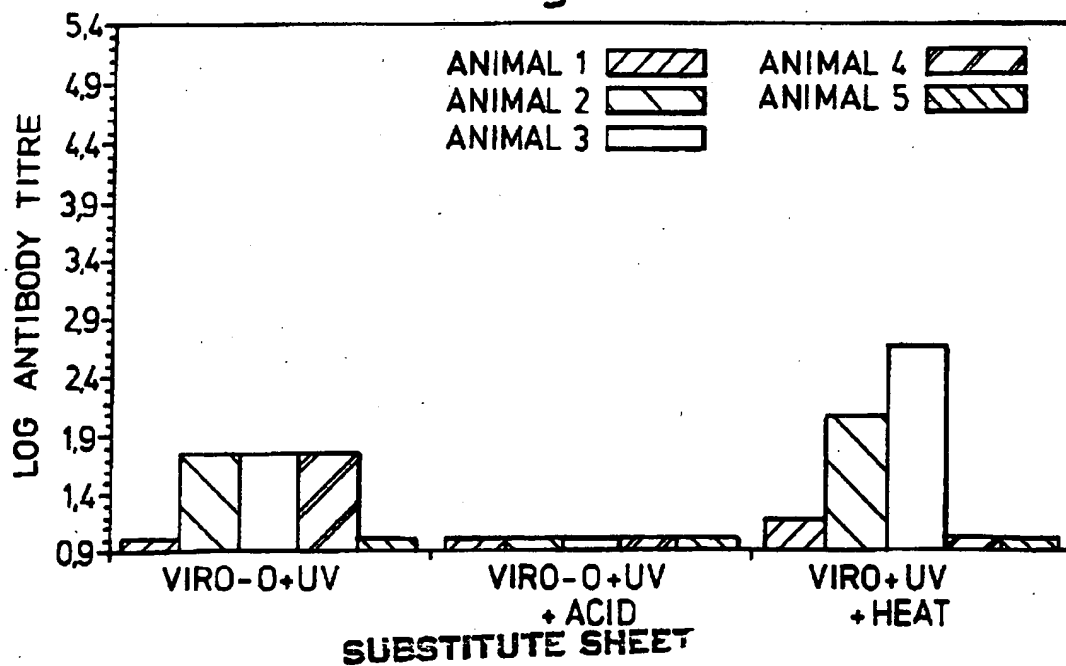 5,4
4,9
4,4
3,9
3,4
2,9
2,4
1,9
1,4
0,9
LOG ANTIBODY TITRE
ANIMAL 1
ANIMAL 2
ANIMAL 3
ANIMAL 4
ANIMAL 5
VIRO-O+UV
VIRO-O+UV
+ ACID
VIRO+UV
+HEAT
SUBSTITUTE SHEET